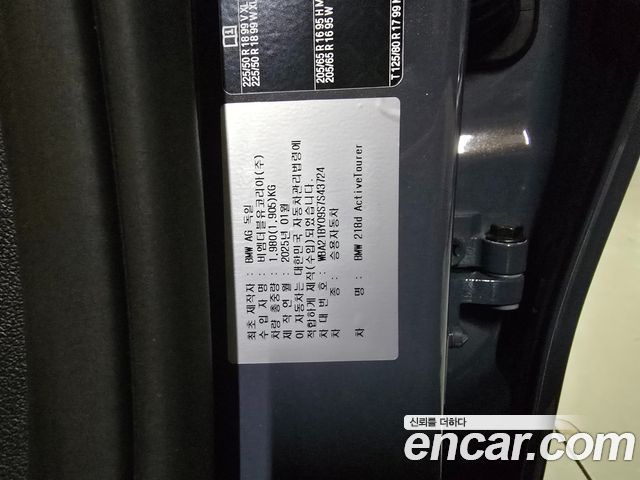 225/50 R 18 99 V XL
225/50 R 18 99 W XL
205/65 R 16 95 H
205/65 R 16 95 W
T 125/80 R 17 99
최초 제작자 : BMW AG 독일
수 입 자 명 : 비엠더블유코리아(주)
차량 총중량 : 1,980(1,905)KG
제 작 연 월 : 2025년 01월
이 자동차는 대한민국 자동차관리법령에
적합하게 제작(수입)되었습니다.
차 대 번 호 : WBA21BY09S7S43724
차 종 : 승용자동차
차 명 : BMW 218d ActiveTourer
신뢰를 더하다
encar.com